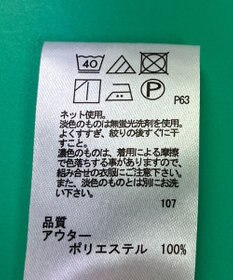 40
P
P63
ネット使用。
淡色のものは無蛍光洗剤を使用。
よくすすぎ、絞りの後すぐに干
すこと。
濃色のものは、着用による摩擦
で色落ちする事がありますので、
組み合せの衣服にご注意下さい。
また、淡色のものとは別にお洗
い下さい。
107
品質
アウター
ポリエステル 100%